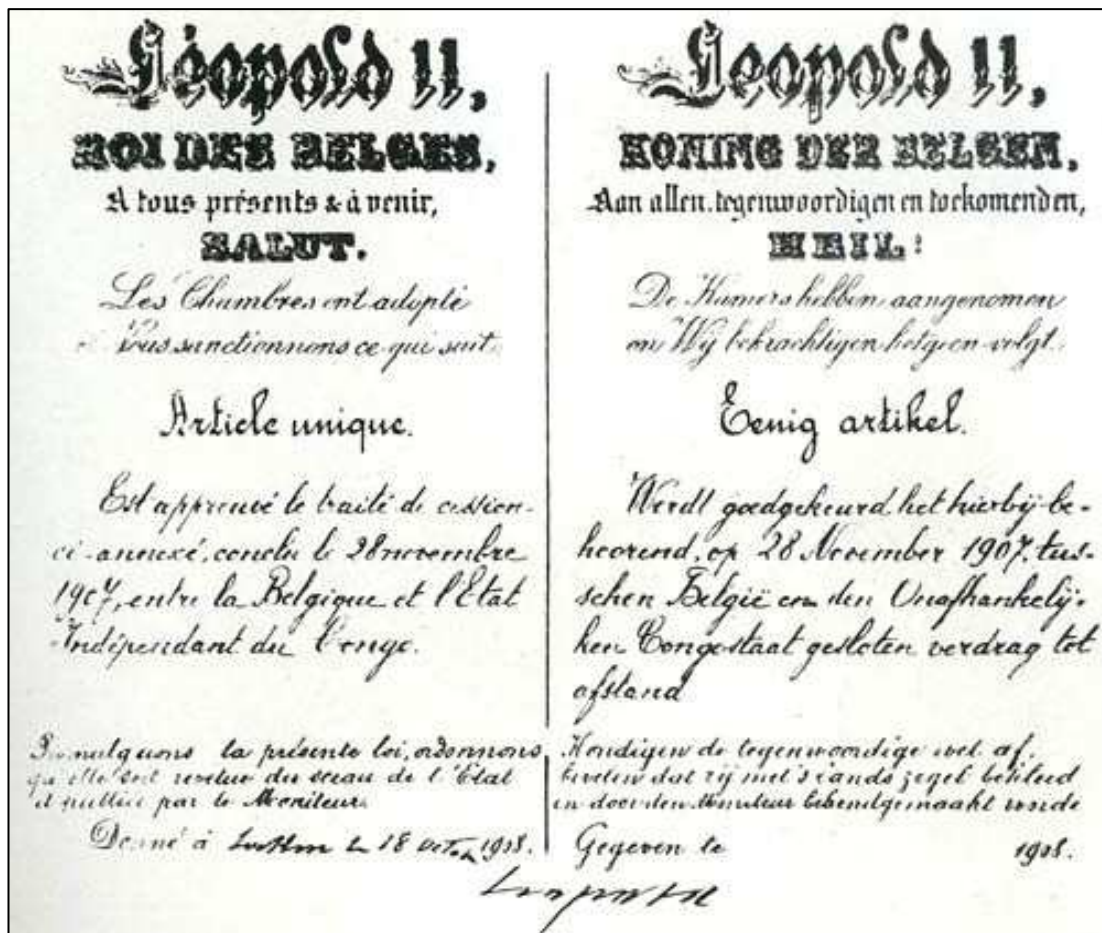 Léopold II,
ROI DES BELGES,
A tous présents & à venir,
SALUT.
Les Chambres ont adopté
et Nous sanctionnons ce qui suit:
Article unique.
Est approuvé le traité de cession
ci-annexé, conclu le 28 novembre
1907, entre la Belgique et l'Etat
Indépendant du Congo.
Promulguons la présente loi, ordonnons
qu'elle soit revêtue du sceau de l'Etat
et publiée par le Moniteur.
Donné à le 18 octob 1908.
Leopold II,
KONING DER BELGEN,
Aan allen, tegenwoordigen en toekomenden,
HEIL:
De Kamers hebben aangenomen
en Wij bekrachtigen hetgeen volgt:
Eenig artikel.
Wordt goedgekeurd het hierbij be-
hoorend, op 28 November 1907, tus-
schen België en den Onafhankelij-
ken Congostaat gesloten verdrag tot
afstand
Kondigen de tegenwoordige wet af,
bevelen dat zij met 's Lands zegel bekleed
en door den Moniteur bekendgemaakt worde
Gegeven te 1908.
Leopold